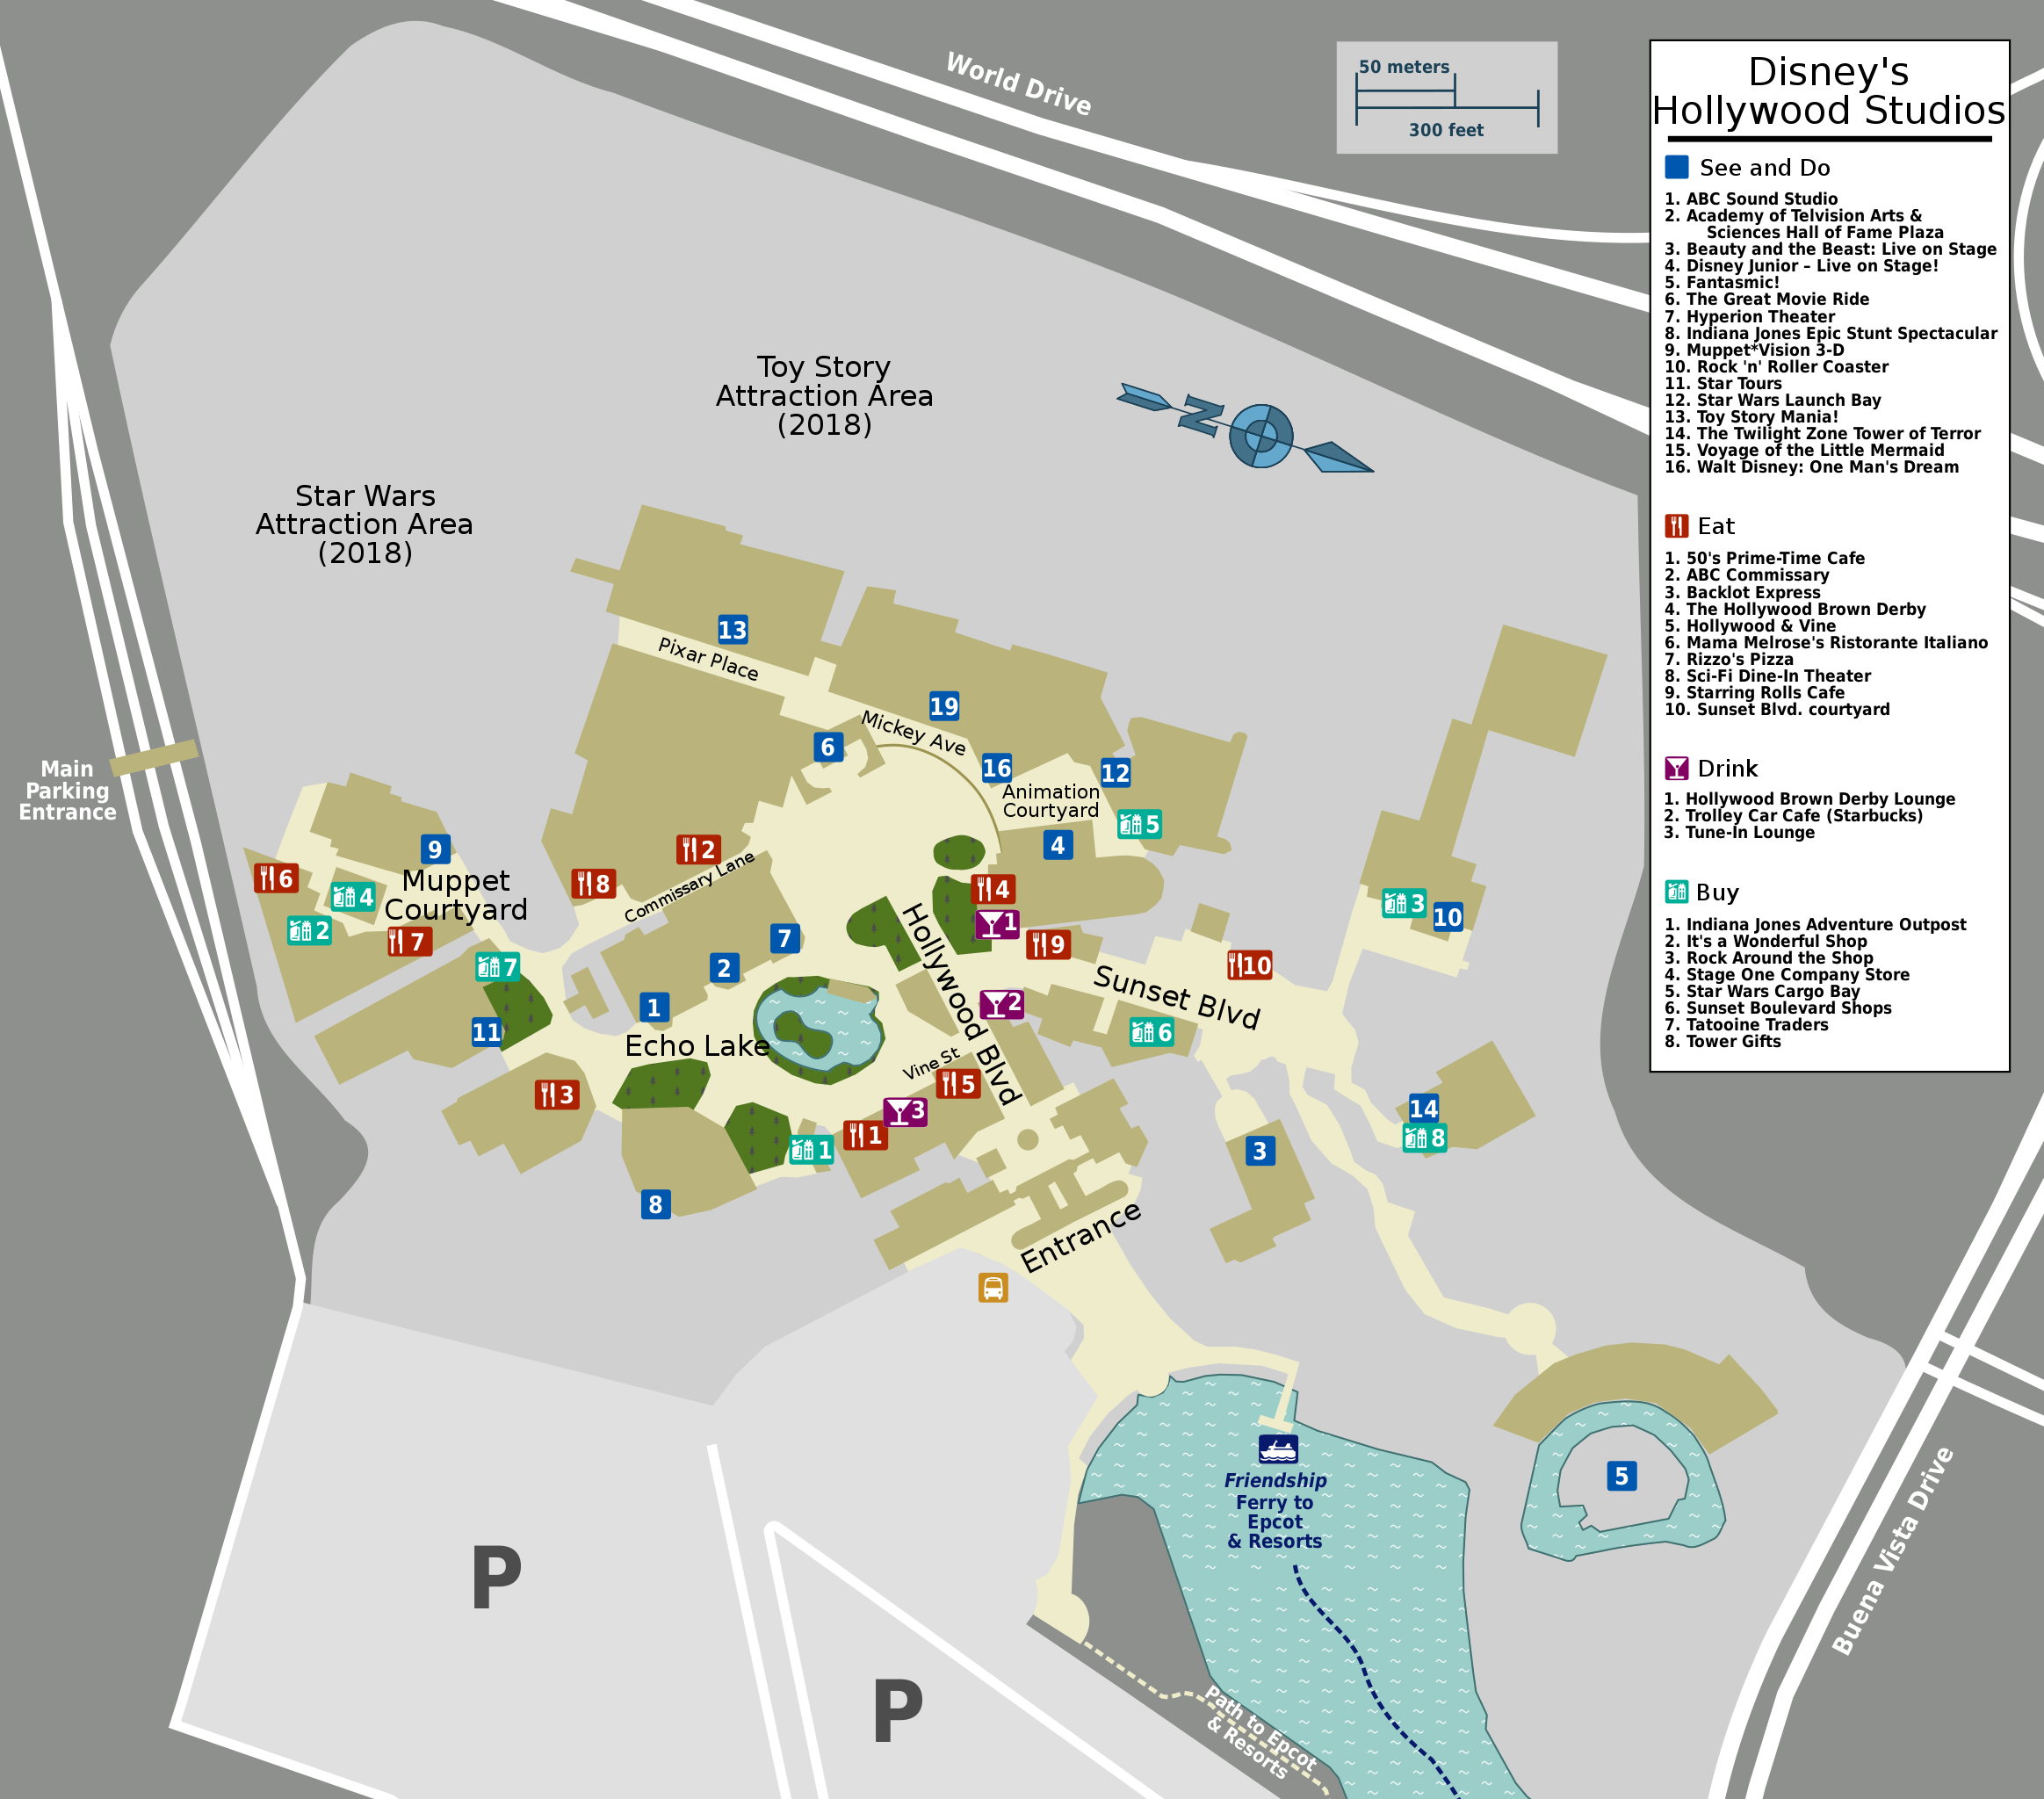 World Drive
50 meters
300 feet
Disney's
Hollywood Studios
See and Do
1. ABC Sound Studio
2. Academy of Telvision Arts &
Sciences Hall of Fame Plaza
3. Beauty and the Beast: Live on Stage
4. Disney Junior – Live on Stage!
5. Fantasmic!
6. The Great Movie Ride
7. Hyperion Theater
8. Indiana Jones Epic Stunt Spectacular
9. Muppet*Vision 3-D
10. Rock 'n' Roller Coaster
11. Star Tours
12. Star Wars Launch Bay
13. Toy Story Mania!
14. The Twilight Zone Tower of Terror
15. Voyage of the Little Mermaid
16. Walt Disney: One Man's Dream
Eat
1. 50's Prime-Time Cafe
2. ABC Commissary
3. Backlot Express
4. The Hollywood Brown Derby
5. Hollywood & Vine
6. Mama Melrose's Ristorante Italiano
7. Rizzo's Pizza
8. Sci-Fi Dine-In Theater
9. Starring Rolls Cafe
10. Sunset Blvd. courtyard
Drink
1. Hollywood Brown Derby Lounge
2. Trolley Car Cafe (Starbucks)
3. Tune-In Lounge
Buy
1. Indiana Jones Adventure Outpost
2. It's a Wonderful Shop
3. Rock Around the Shop
4. Stage One Company Store
5. Star Wars Cargo Bay
6. Sunset Boulevard Shops
7. Tatooine Traders
8. Tower Gifts
Toy Story
Attraction Area
(2018)
N
Star Wars
Attraction Area
(2018)
13
Pixar Place
19
Mickey Ave
6
16
12
Animation
Courtyard
5
4
Main
Parking
Entrance
9
2
8
Commissary Lane
6
4
Muppet
Courtyard
2
7
4
1
3
10
7
9
Hollywood Blvd
2
7
10
Sunset Blvd
1
2
11
6
Echo Lake
Vine St
5
3
3
1
1
14
8
3
8
Entrance
Friendship
Ferry to
Epcot
& Resorts
5
Buena Vista Drive
P
P
Path to Epcot
& Resorts